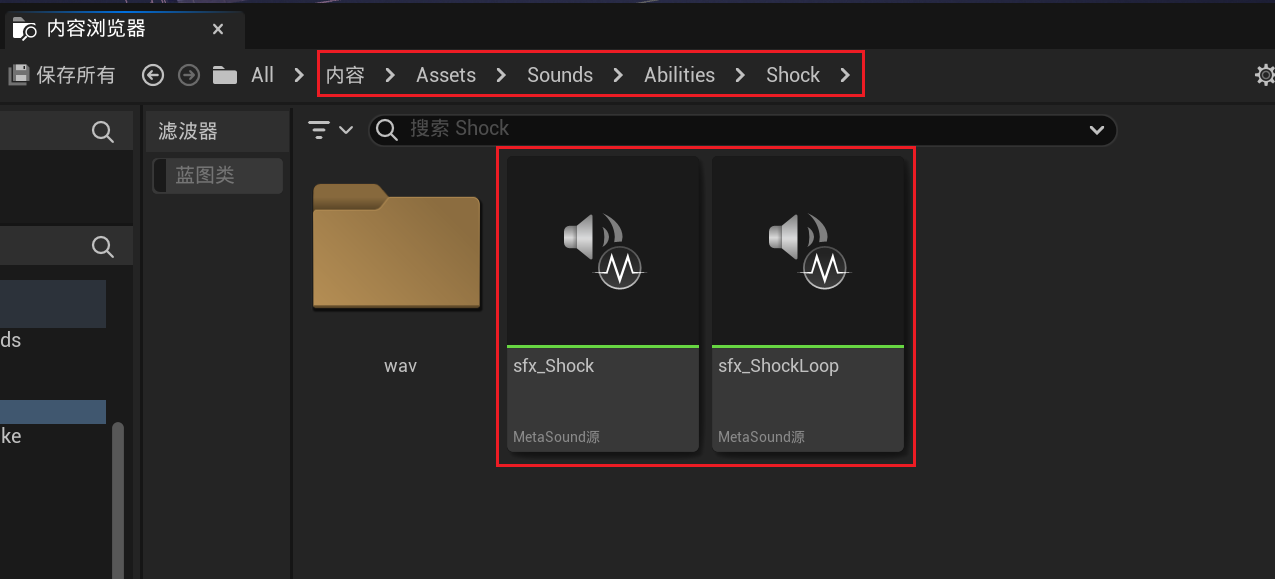 内容浏览器
保存所有 All 内容 Assets Sounds Abilities Shock
滤波器
搜索 Shock
蓝图类
ds
ke
wav
sfx_Shock
MetaSound源
sfx_ShockLoop
MetaSound源